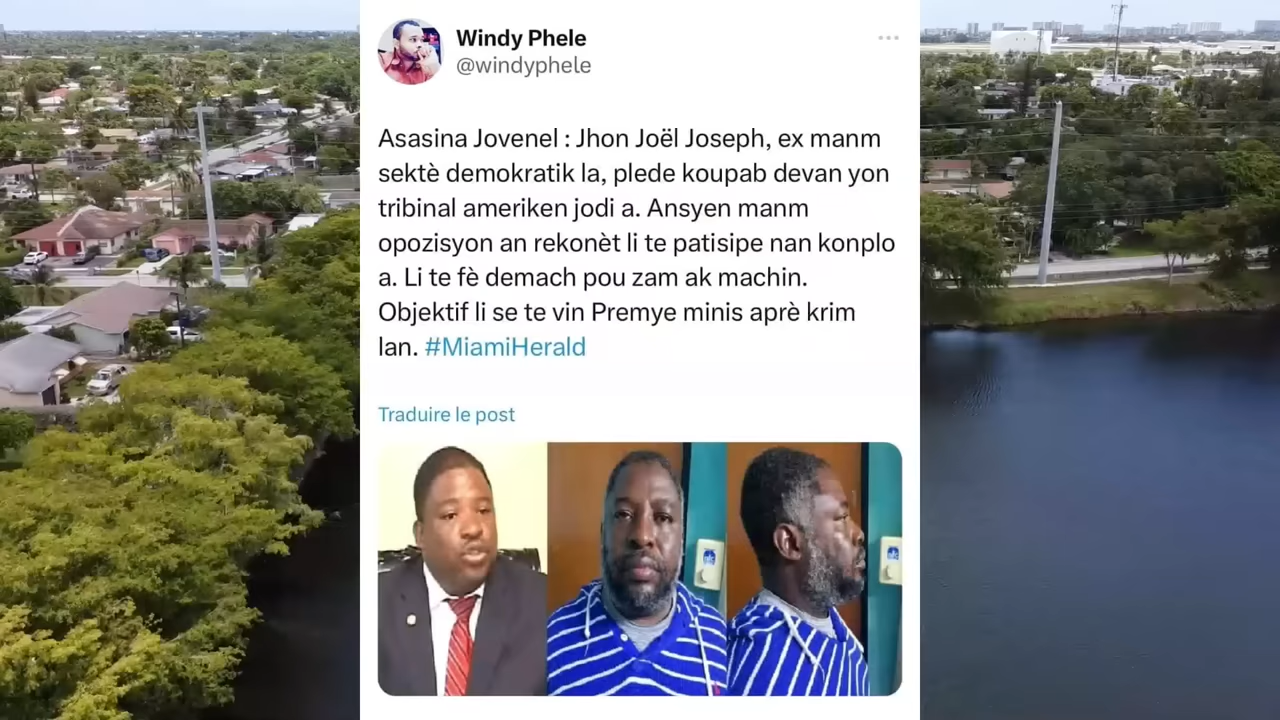 Windy Phele
@windyphele
Asasina Jovenel : Jhon Joël Joseph, ex manm
sektè demokratik la, plede koupab devan yon
tribinal ameriken jodi a. Ansyen manm
opozisyon an rekonèt li te patisipe nan konplo
a. Li te fè demach pou zam ak machin.
Objektif li se te vin Premye minis aprè krim
lan. #MiamiHerald
Traduire le post